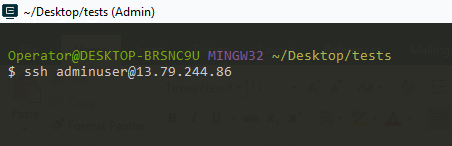 ~/Desktop/tests (Admin)
Operator@DESKTOP-BRSNC9U MINGW32 ~/Desktop/tests
$ ssh adminuser@13.79.244.86